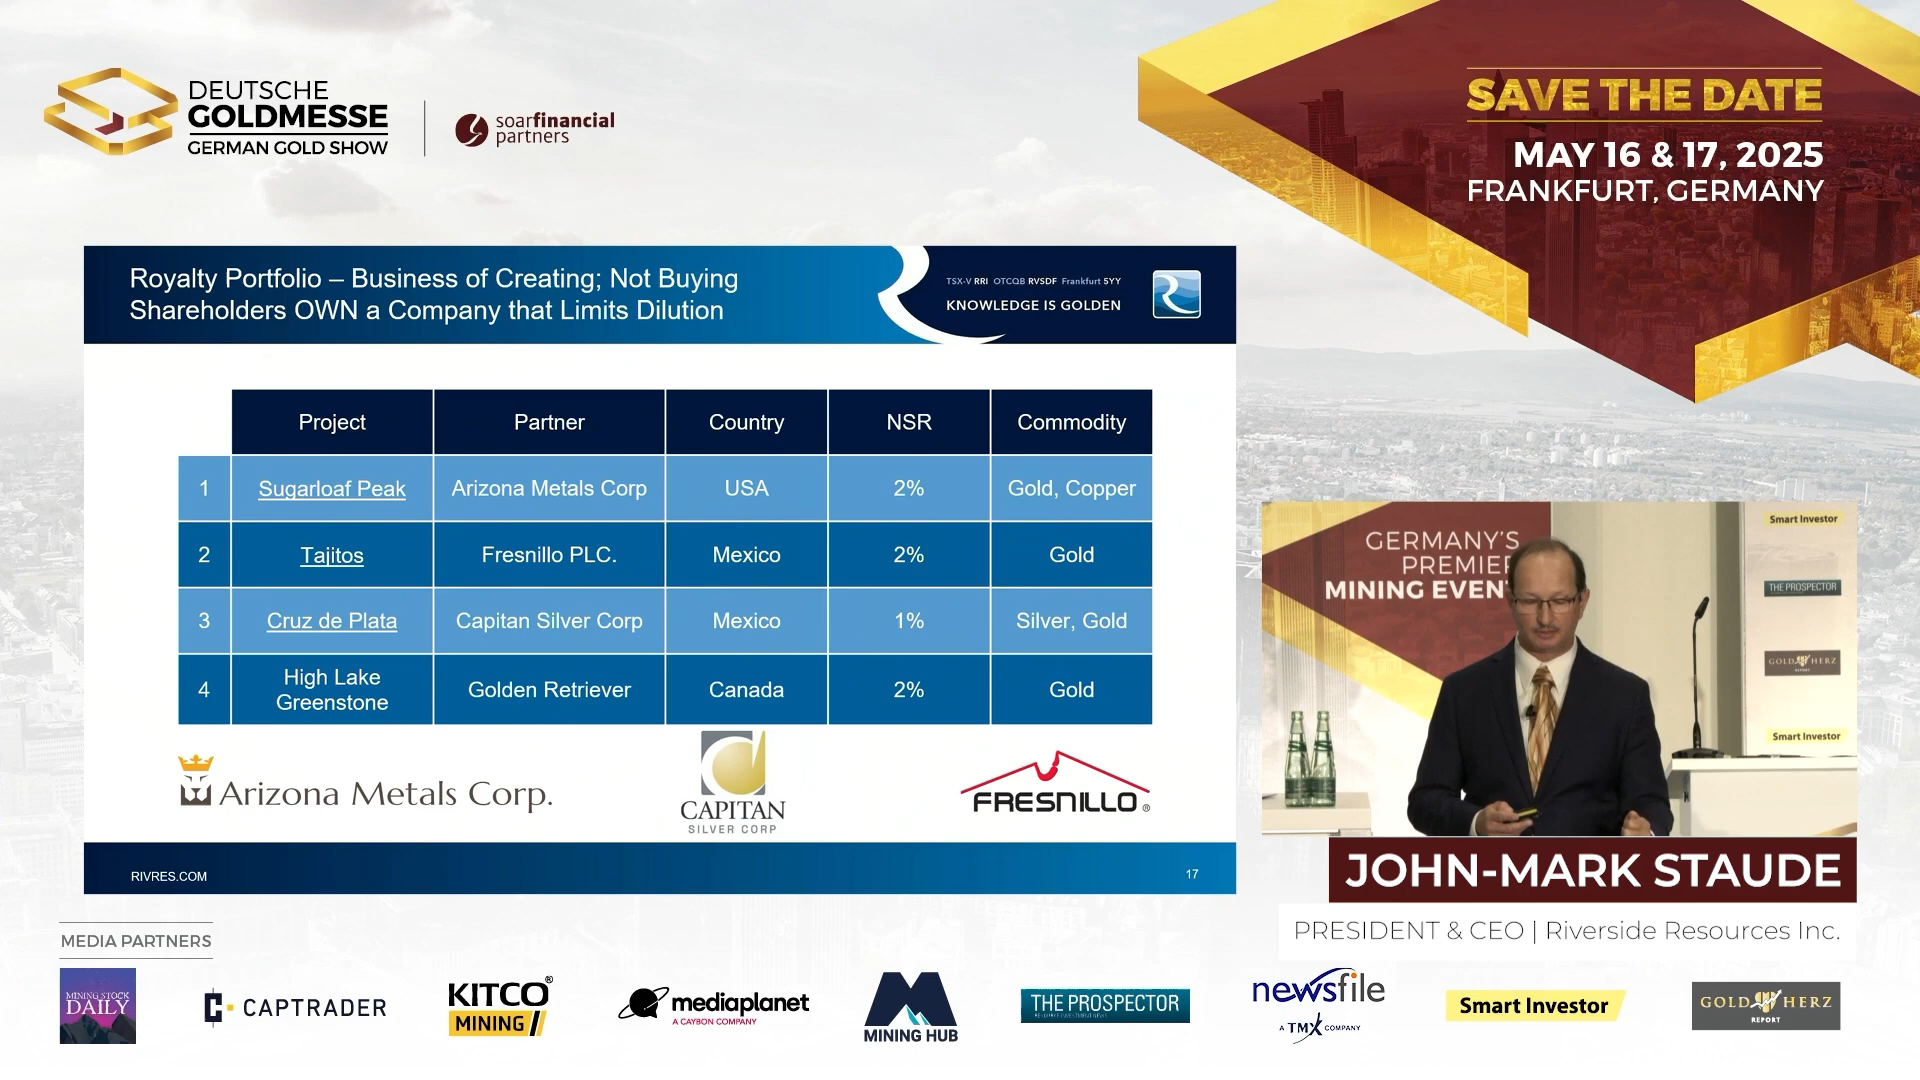 DEUTSCHE
GOLDMESSE
GERMAN GOLD SHOW
soarfinancial
partners
SAVE THE DATE
MAY 16 & 17, 2025
FRANKFURT, GERMANY
Royalty Portfolio – Business of Creating; Not Buying
Shareholders OWN a Company that Limits Dilution
TSX-V RRI OTCQB RVSDF Frankfurt 5YY
KNOWLEDGE IS GOLDEN
Project Partner Country NSR Commodity
1 Sugarloaf Peak Arizona Metals Corp USA 2% Gold, Copper
2 Tajitos Fresnillo PLC. Mexico 2% Gold
3 Cruz de Plata Capitan Silver Corp Mexico 1% Silver, Gold
4 High Lake Greenstone Golden Retriever Canada 2% Gold
Arizona Metals Corp.
CAPITAN
SILVER CORP
FRESNILLO®
RIVRES.COM
17
GERMANY'S
PREMIER
MINING EVEN
Smart Investor
THE PROSPECTOR
GOLD HERZ
REPORT
Smart Investor
JOHN-MARK STAUDE
PRESIDENT & CEO | Riverside Resources Inc.
MEDIA PARTNERS
MINING STOCK
DAILY
CAPTRADER
KITCO®
MINING
mediaplanet
A CAYBON COMPANY
MINING HUB
THE PROSPECTOR
newsfile
A TMX COMPANY
Smart Investor
GOLD HERZ
REPORT